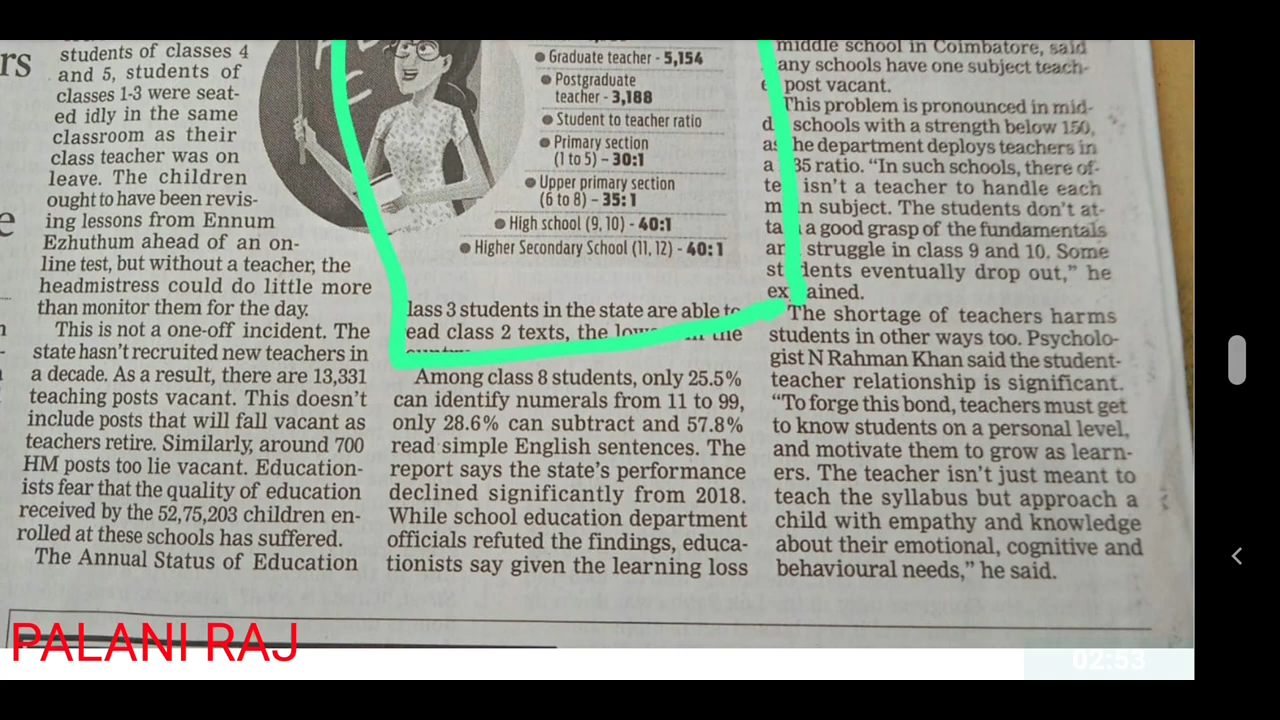 rs
e
students of classes 4
and 5, students of
classes 1-3 were seat-
ed idly in the same
classroom as their
class teacher was on
leave. The children
ought to have been revis-
ing lessons from Ennum
Ezhuthum ahead of an on-
line test, but without a teacher, the
headmistress could do little more
than monitor them for the day.
This is not a one-off incident. The
state hasn't recruited new teachers in
a decade. As a result, there are 13,331
teaching posts vacant. This doesn't
include posts that will fall vacant as
teachers retire. Similarly, around 700
HM posts too lie vacant. Education-
ists fear that the quality of education
received by the 52,75,203 children en-
rolled at these schools has suffered.
The Annual Status of Education
● Graduate teacher - 5,154
● Postgraduate
teacher - 3,188
● Student to teacher ratio
● Primary section
(1 to 5) – 30:1
● Upper primary section
(6 to 8) – 35:1
● High school (9, 10) - 40:1
● Higher Secondary School (11, 12) - 40:1
lass 3 students in the state are able to
ead class 2 texts, the in the
Among class 8 students, only 25.5%
can identify numerals from 11 to 99,
only 28.6% can subtract and 57.8%
read simple English sentences. The
report says the state's performance
declined significantly from 2018.
While school education department
officials refuted the findings, educa-
tionists say given the learning loss
middle school in Coimbatore, said
any schools have one subject teach-
post vacant.
This problem is pronounced in mid-
schools with a strength below 150,
as the department deploys teachers in
a 35 ratio. "In such schools, there of-
isn't a teacher to handle each
main subject. The students don't at-
a good grasp of the fundamentals
and struggle in class 9 and 10. Some
students eventually drop out," he
explained.
The shortage of teachers harms
students in other ways too. Psycholo-
gist N Rahman Khan said the student-
teacher relationship is significant.
"To forge this bond, teachers must get
to know students on a personal level,
and motivate them to grow as learn-
ers. The teacher isn't just meant to
teach the syllabus but approach a
child with empathy and knowledge
about their emotional, cognitive and
behavioural needs," he said.
PALANI RAJ
02:53